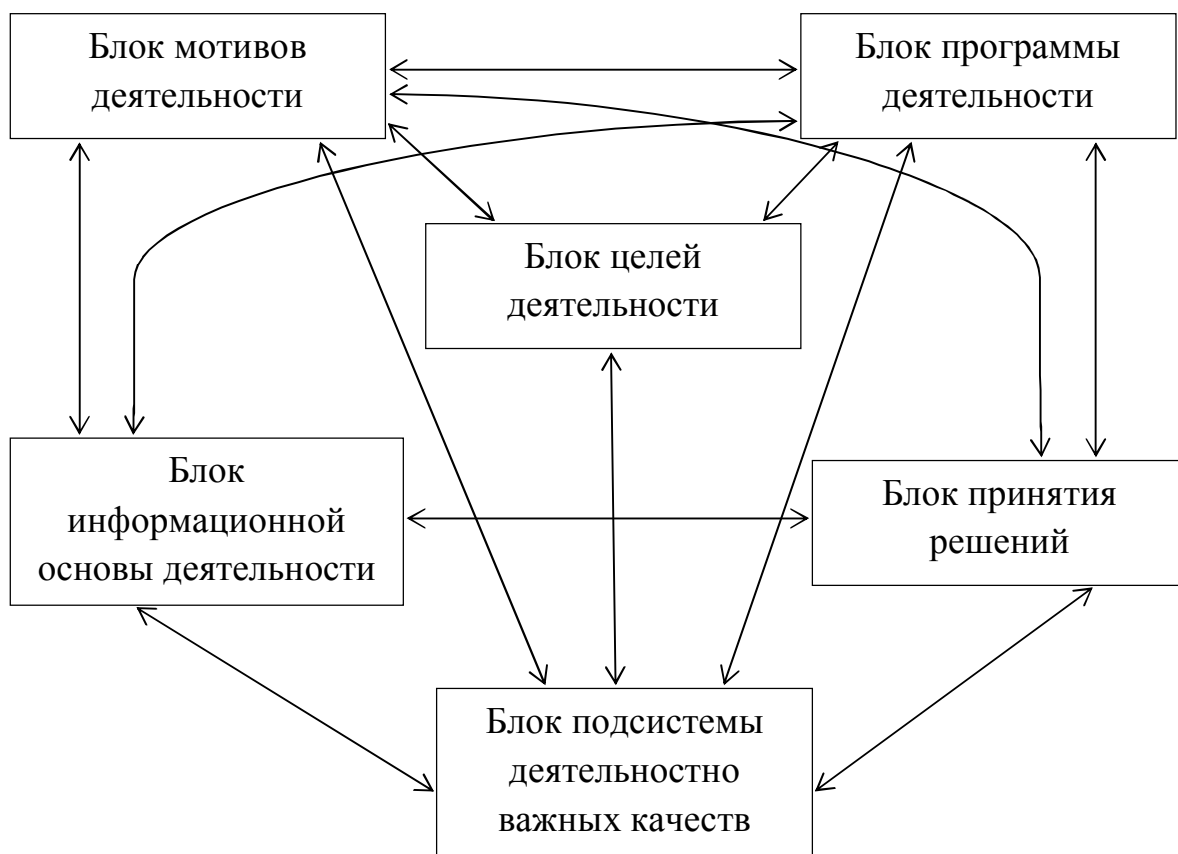 Блок мотивов
деятельности
Блок программы
деятельности
Блок целей
деятельности
Блок
информационной
основы деятельности
Блок принятия
решений
Блок подсистемы
деятельностно
важных качеств